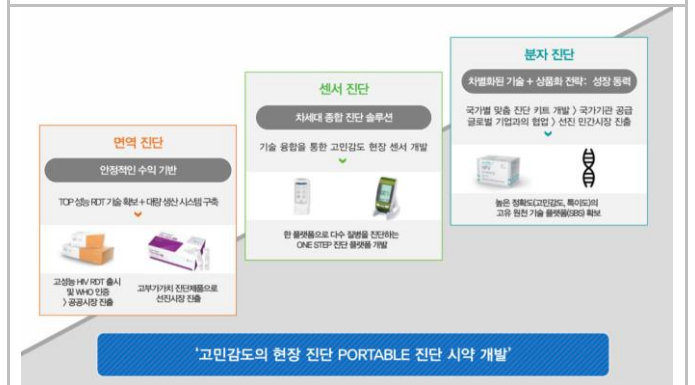 면역 진단
안정적인 수익 기반
TOP 성능 RDT 기술 확보 + 대량 생산 시스템 구축
고성능 HIV RDT 출시
및 WHO 인증
> 공공시장 진출
고부가가치 진단제품으로
선진시장 진출
센서 진단
차세대 종합 진단 솔루션
기술 융합을 통한 고민감도 현장 센서 개발
한 플랫폼으로 다수 질병을 진단하는
ONE STEP 진단 플랫폼 개발
분자 진단
차별화된 기술 + 상품화 전략: 성장 동력
국가별 맞춤 진단 키트 개발 > 국가기관 공급
글로벌 기업과의 협업 > 선진 민간시장 진출
높은 정확도(고민감도, 특이도)의
고유 원천 기술 플랫폼(SBS) 확보
'고민감도의 현장 진단 PORTABLE 진단 시약 개발'